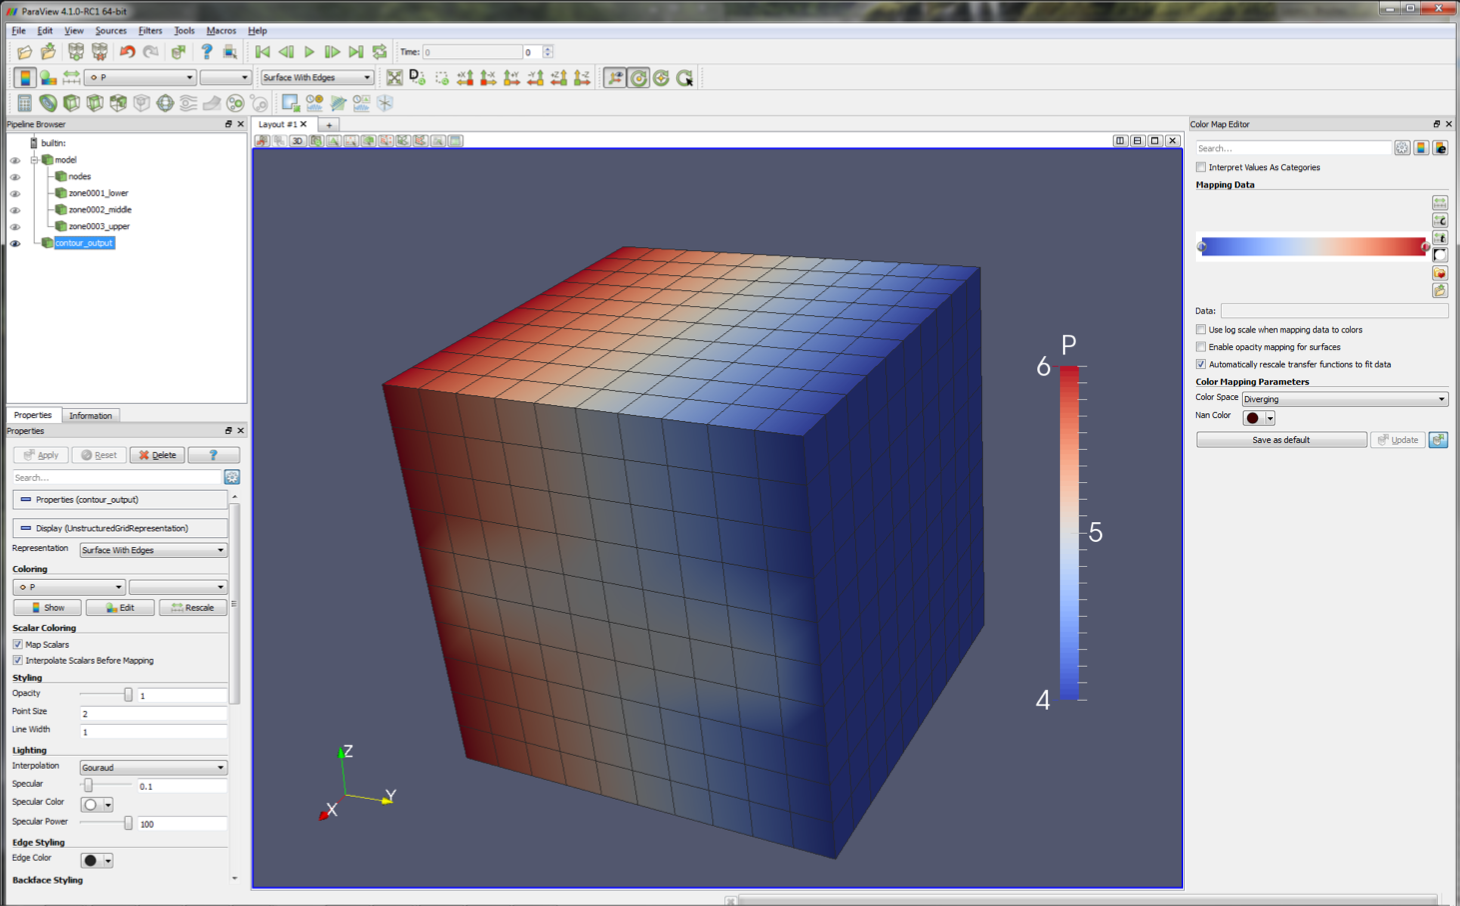 ParaView 4.1.0-RC1 64-bit
File Edit View Sources Filters Tools Macros Help
Time: 0 0
P Surface With Edges
Pipeline Browser
builtin:
model
nodes
zone0001_lower
zone0002_middle
zone0003_upper
contour_output
Properties Information
Properties
Apply Reset Delete ?
Search...
Properties (contour_output)
Display (UnstructuredGridRepresentation)
Representation Surface With Edges
Coloring
P
Show Edit Rescale
Scalar Coloring
Map Scalars
Interpolate Scalars Before Mapping
Styling
Opacity 1
Point Size 2
Line Width 1
Lighting
Interpolation Gouraud
Specular 0.1
Specular Color
Specular Power 100
Edge Styling
Edge Color
Backface Styling
Layout #1
3D
P
6
5
4
Z
Y
X
Color Map Editor
Search...
Interpret Values As Categories
Mapping Data
Data:
Use log scale when mapping data to colors
Enable opacity mapping for surfaces
Automatically rescale transfer functions to fit data
Color Mapping Parameters
Color Space Diverging
Nan Color
Save as default Update